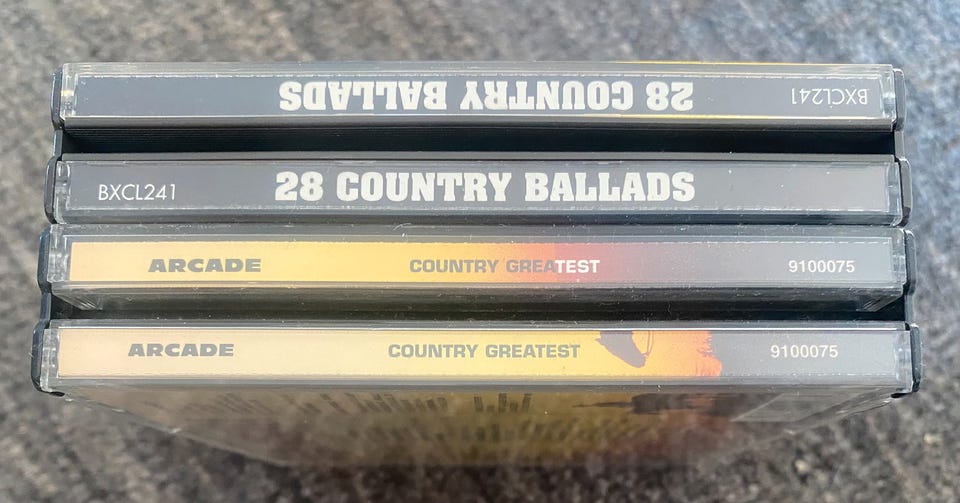 28 COUNTRY BALLADS BXCL241
BXCL241 28 COUNTRY BALLADS
ARCADE COUNTRY GREATEST 9100075
ARCADE COUNTRY GREATEST 9100075